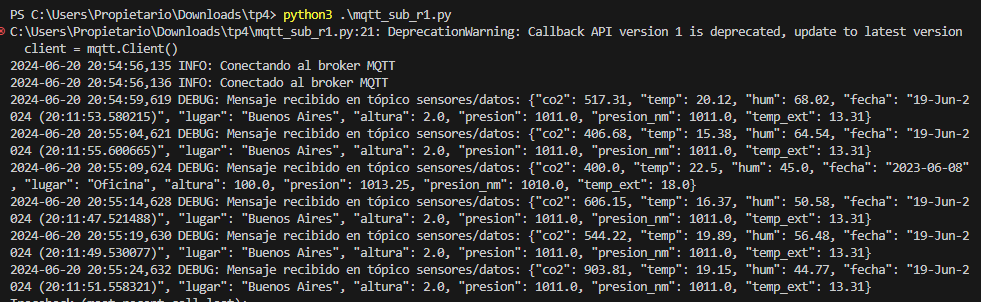 PS C:\Users\Propietario\Downloads\tp4> python3 .\mqtt_sub_r1.py
C:\Users\Propietario\Downloads\tp4\mqtt_sub_r1.py:21: DeprecationWarning: Callback API version 1 is deprecated, update to latest version
  client = mqtt.Client()
2024-06-20 20:54:56,135 INFO: Conectando al broker MQTT
2024-06-20 20:54:56,136 INFO: Conectado al broker MQTT
2024-06-20 20:54:59,619 DEBUG: Mensaje recibido en tópico sensores/datos: {"co2": 517.31, "temp": 20.12, "hum": 68.02, "fecha": "19-Jun-2
024 (20:11:53.580215)", "lugar": "Buenos Aires", "altura": 2.0, "presion": 1011.0, "presion_nm": 1011.0, "temp_ext": 13.31}
2024-06-20 20:55:04,621 DEBUG: Mensaje recibido en tópico sensores/datos: {"co2": 406.68, "temp": 15.38, "hum": 64.54, "fecha": "19-Jun-2
024 (20:11:55.600665)", "lugar": "Buenos Aires", "altura": 2.0, "presion": 1011.0, "presion_nm": 1011.0, "temp_ext": 13.31}
2024-06-20 20:55:09,624 DEBUG: Mensaje recibido en tópico sensores/datos: {"co2": 400.0, "temp": 22.5, "hum": 45.0, "fecha": "2023-06-08"
, "lugar": "Oficina", "altura": 100.0, "presion": 1013.25, "presion_nm": 1010.0, "temp_ext": 18.0}
2024-06-20 20:55:14,628 DEBUG: Mensaje recibido en tópico sensores/datos: {"co2": 606.15, "temp": 16.37, "hum": 50.58, "fecha": "19-Jun-2
024 (20:11:47.521488)", "lugar": "Buenos Aires", "altura": 2.0, "presion": 1011.0, "presion_nm": 1011.0, "temp_ext": 13.31}
2024-06-20 20:55:19,630 DEBUG: Mensaje recibido en tópico sensores/datos: {"co2": 544.22, "temp": 19.89, "hum": 56.48, "fecha": "19-Jun-2
024 (20:11:49.530077)", "lugar": "Buenos Aires", "altura": 2.0, "presion": 1011.0, "presion_nm": 1011.0, "temp_ext": 13.31}
2024-06-20 20:55:24,632 DEBUG: Mensaje recibido en tópico sensores/datos: {"co2": 903.81, "temp": 19.15, "hum": 44.77, "fecha": "19-Jun-2
024 (20:11:51.558321)", "lugar": "Buenos Aires", "altura": 2.0, "presion": 1011.0, "presion_nm": 1011.0, "temp_ext": 13.31}
Traceback (most recent call last):